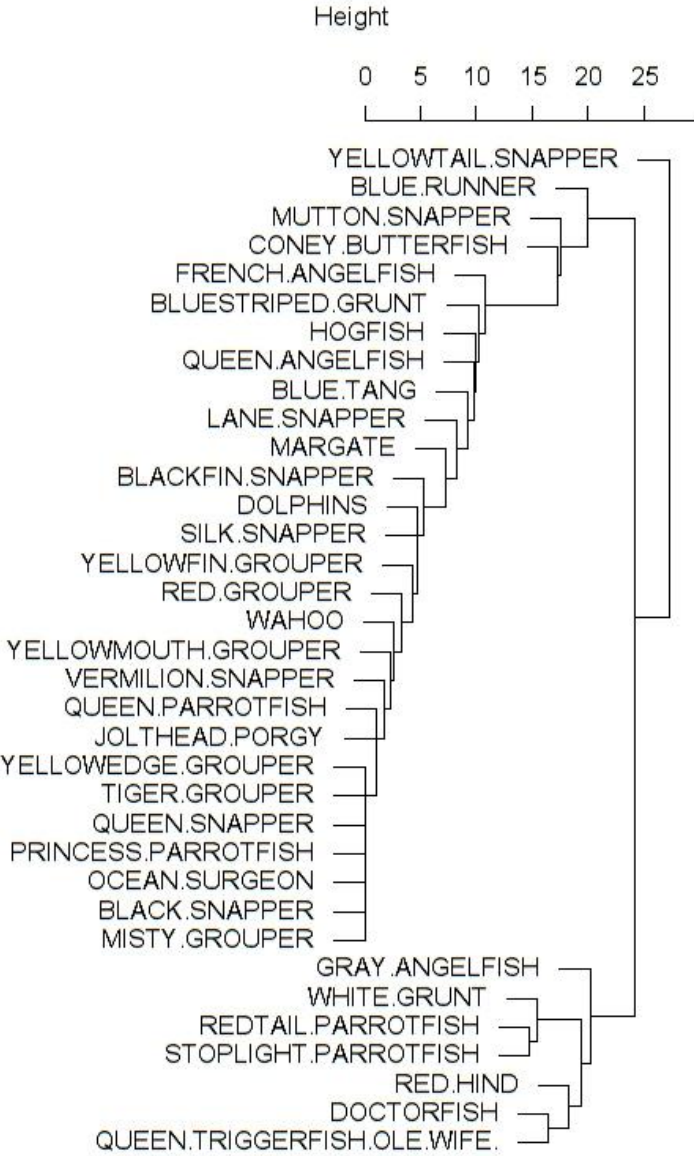 Height
0 5 10 15 20 25
YELLOWTAIL.SNAPPER
BLUE.RUNNER
MUTTON.SNAPPER
CONEY.BUTTERFISH
FRENCH.ANGELFISH
BLUESTRIPED.GRUNT
HOGFISH
QUEEN.ANGELFISH
BLUE.TANG
LANE.SNAPPER
MARGATE
BLACKFIN.SNAPPER
DOLPHINS
SILK.SNAPPER
YELLOWFIN.GROUPER
RED.GROUPER
WAHOO
YELLOWMOUTH.GROUPER
VERMILION.SNAPPER
QUEEN.PARROTFISH
JOLTHEAD.PORGY
YELLOWEDGE.GROUPER
TIGER.GROUPER
QUEEN.SNAPPER
PRINCESS.PARROTFISH
OCEAN.SURGEON
BLACK.SNAPPER
MISTY.GROUPER
GRAY.ANGELFISH
WHITE.GRUNT
REDTAIL.PARROTFISH
STOPLIGHT.PARROTFISH
RED.HIND
DOCTORFISH
QUEEN.TRIGGERFISH.OLE.WIFE.